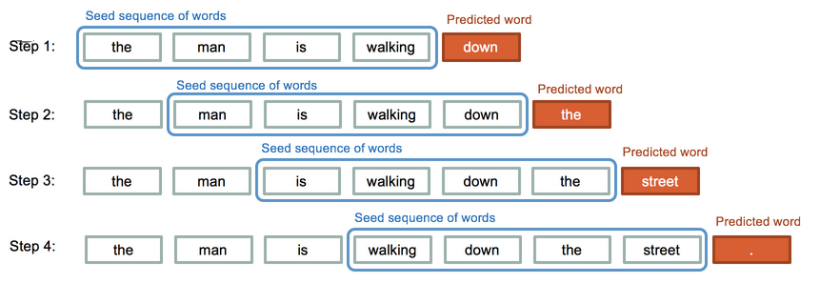 Seed sequence of words
Predicted word
Step 1: the man is walking down
Seed sequence of words
Predicted word
Step 2: the man is walking down the
Seed sequence of words
Predicted word
Step 3: the man is walking down the street
Seed sequence of words
Predicted word
Step 4: the man is walking down the street .